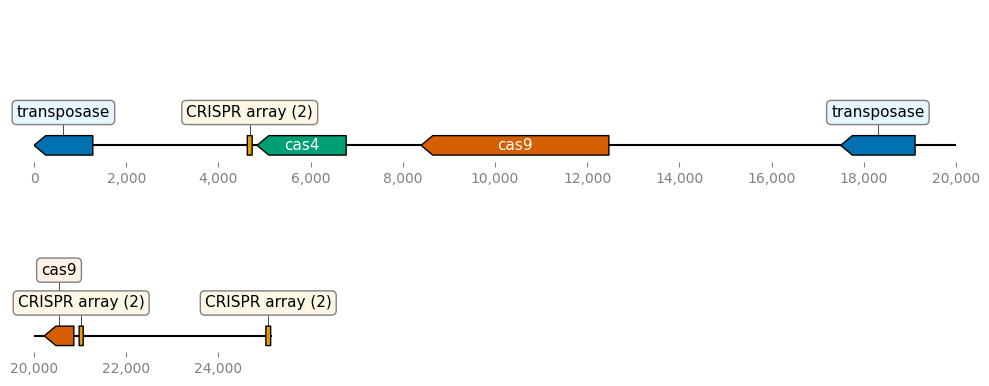 transposase CRISPR array (2) transposase
cas4 cas9
0 2,000 4,000 6,000 8,000 10,000 12,000 14,000 16,000 18,000 20,000
cas9
CRISPR array (2) CRISPR array (2)
20,000 22,000 24,000